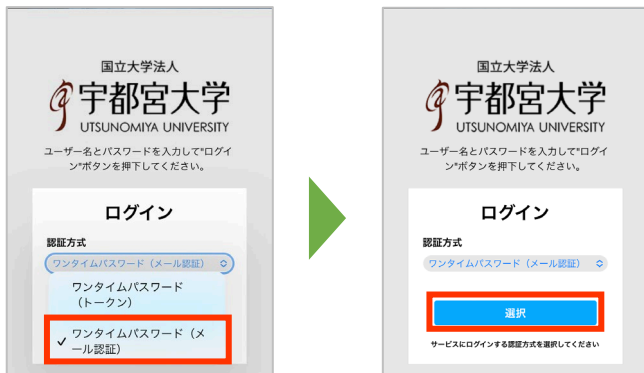 国立大学法人
宇都宮大学
UTSUNOMIYA UNIVERSITY
ユーザー名とパスワードを入力して"ログイ
ン"ボタンを押下してください。
ログイン
認証方式
ワンタイムパスワード（メール認証）
ワンタイムパスワード
（トークン）
✓ ワンタイムパスワード（メ
ール認証）
国立大学法人
宇都宮大学
UTSUNOMIYA UNIVERSITY
ユーザー名とパスワードを入力して"ログイ
ン"ボタンを押下してください。
ログイン
認証方式
ワンタイムパスワード（メール認証）
選択
サービスにログインする認証方式を選択してください